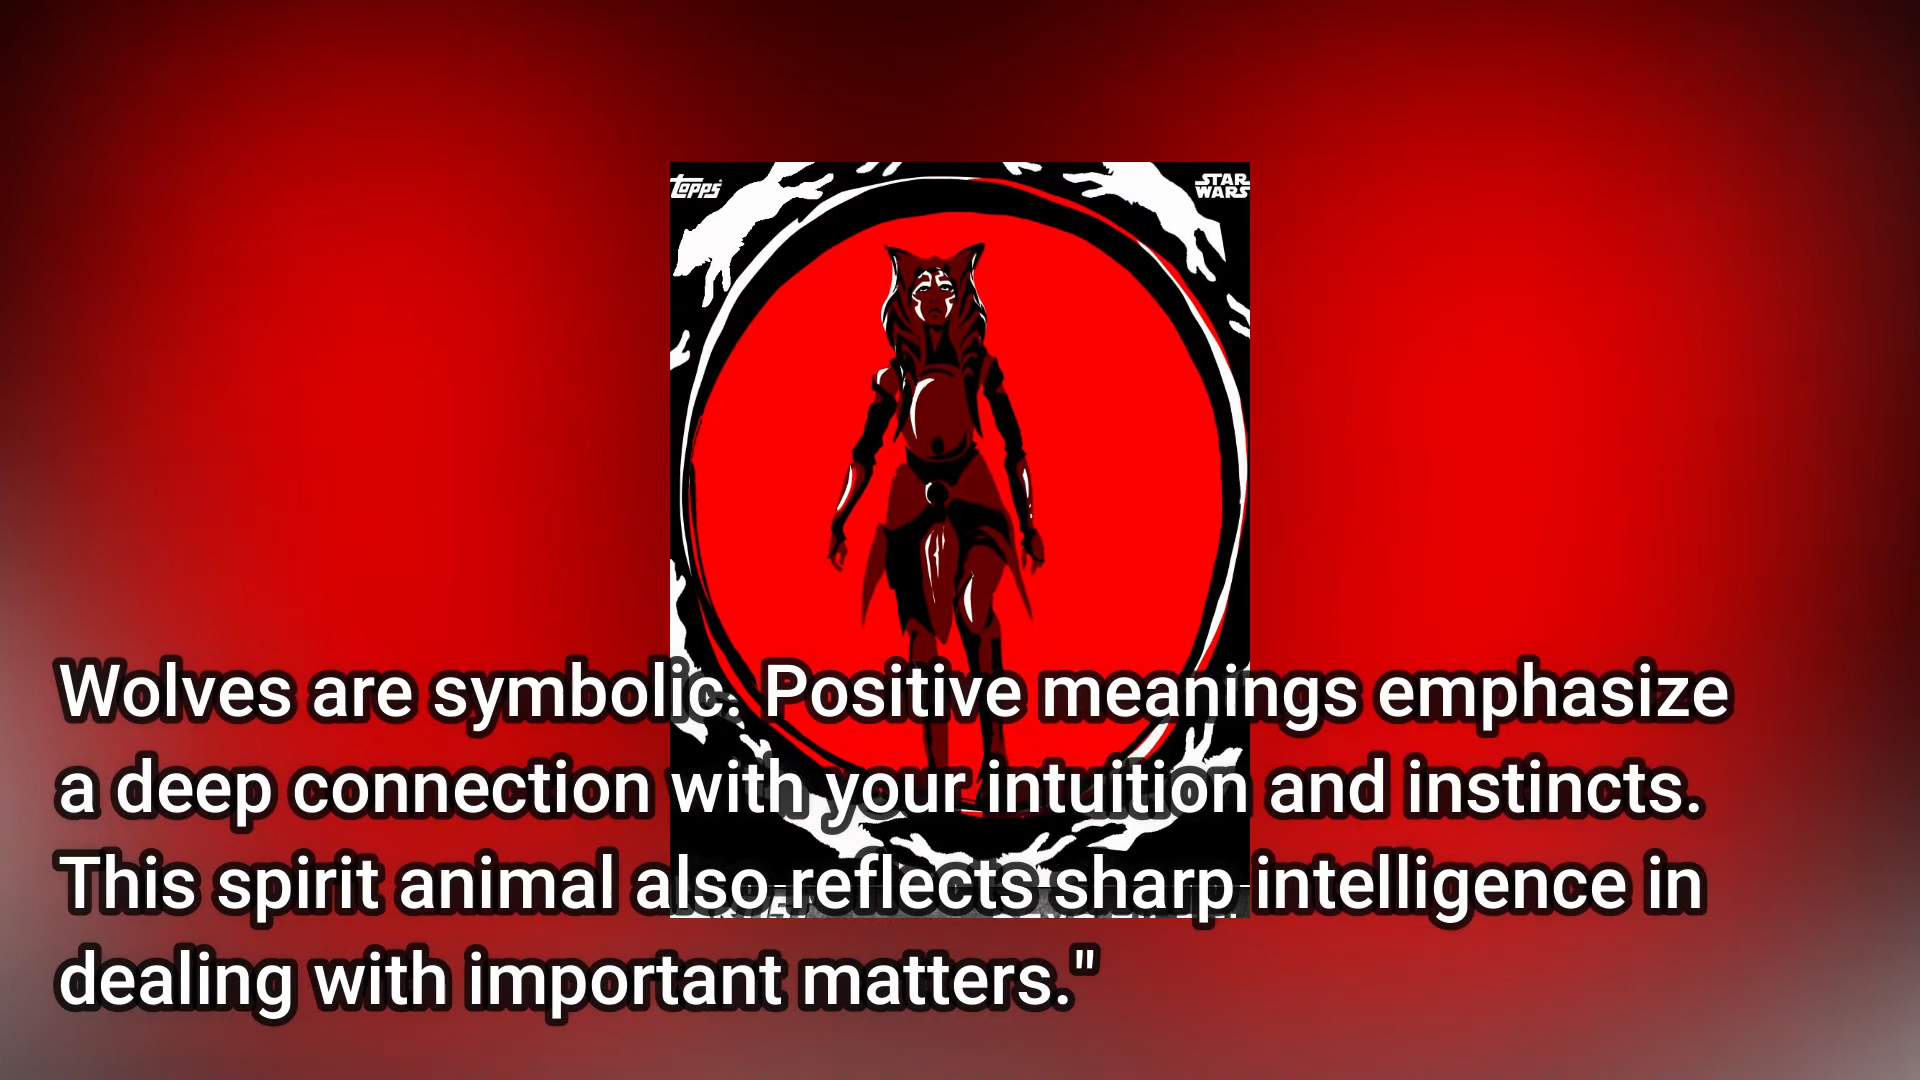 Topps
STAR
WARS
Wolves are symbolic. Positive meanings emphasize
a deep connection with your intuition and instincts.
This spirit animal also reflects sharp intelligence in
dealing with important matters."